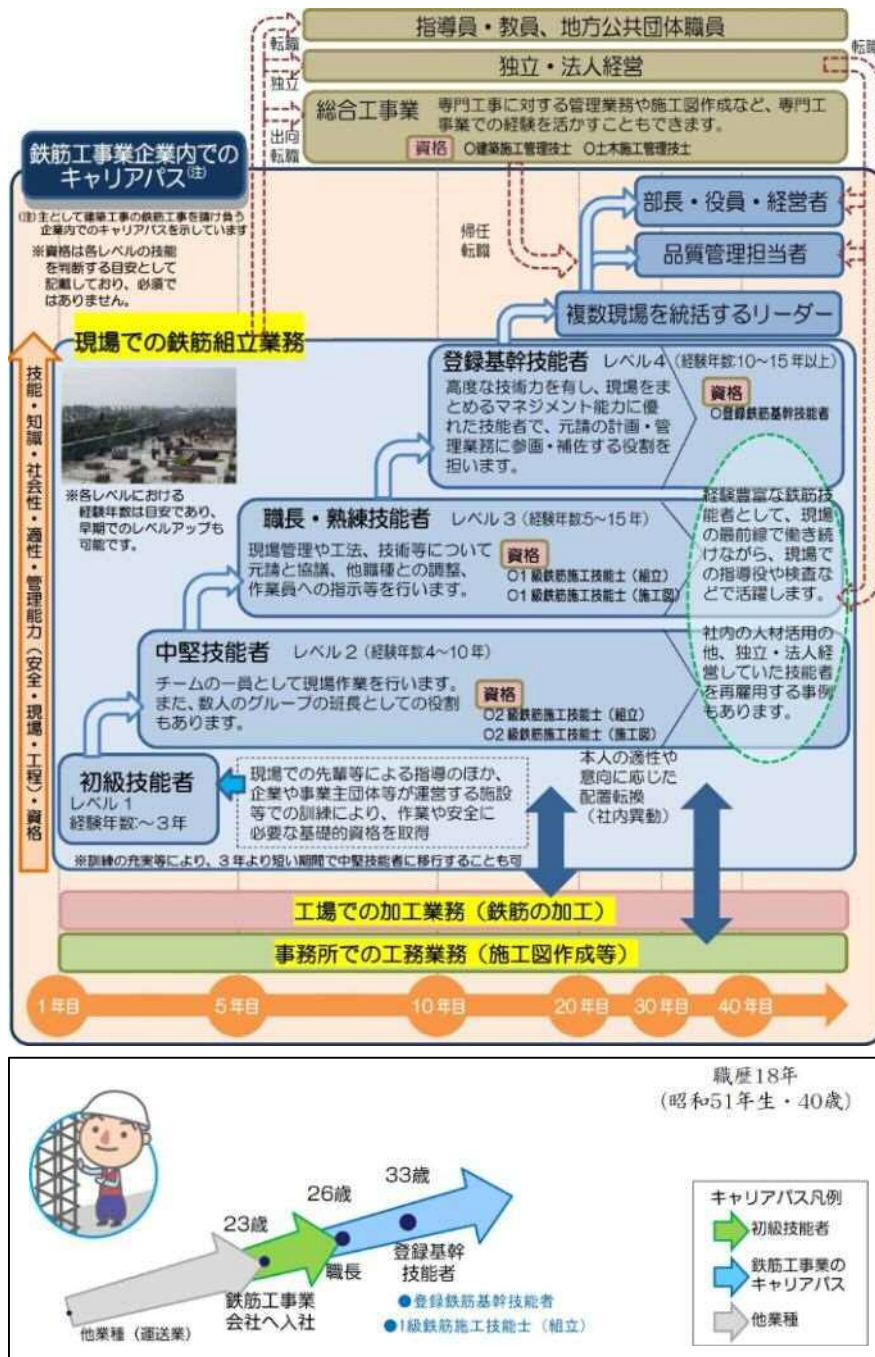 指導員・教員、地方公共団体職員
転職
転職
独立・法人経営
独立
総合工事業
専門工事に対する管理業務や施工図作成など、専門工
事業での経験を活かすこともできます。
出向
転職
資格 ○建築施工管理技士 ○土木施工管理技士
鉄筋工事業企業内での
キャリアパス(注)
(注)主として建築工事の鉄筋工事を請け負う
企業内でのキャリアパスを示しています
※資格は各レベルの技能
を判断する目安として
記載しており、必須で
はありません。
部長・役員・経営者
帰任
転職
品質管理担当者
複数現場を統括するリーダー
現場での鉄筋組立業務
技能・知識・社会性・適性・管理能力(安全・現場・工程)・資格
登録基幹技能者 レベル4(経験年数:10~15年以上)
高度な技術力を有し、現場をま
とめるマネジメント能力に優
れた技能者で、元請の計画・管
理業務に参画・補佐する役割を
担います。
資格
○登録鉄筋基幹技能者
※各レベルにおける
経験年数は目安であり、
早期でのレベルアップも
可能です。
職長・熟練技能者 レベル3(経験年数:5~15年)
現場管理や工法、技術等について
元請と協議、他職種との調整、
作業員への指示等を行います。
資格
○1級鉄筋施工技能士(組立)
○1級鉄筋施工技能士(施工図)
経験豊富な鉄筋技
能者として、現場
の最前線で働き続
けながら、現場で
の指導役や検査な
どで活躍します。
社内の人材活用の
他、独立・法人経
営していた技能者
を再雇用する事例
もあります。
中堅技能者 レベル2(経験年数4~10年)
チームの一員として現場作業を行います。
また、数人のグループの班長としての役割
もあります。
資格
○2級鉄筋施工技能士(組立)
○2級鉄筋施工技能士(施工図)
初級技能者
レベル1
経験年数:~3年
現場での先輩等による指導のほか、
企業や事業主団体等が運営する施設
等での訓練により、作業や安全に
必要な基礎的資格を取得
本人の適性や
意向に応じた
配置転換
(社内異動)
※訓練の充実等により、3年より短い期間で中堅技能者に移行することも可
工場での加工業務(鉄筋の加工)
事務所での工務業務(施工図作成等)
1年目 5年目 10年目 20年目 30年目 40年目
職歴18年
(昭和51年生・40歳)
33歳
26歳
23歳
職長
登録基幹
技能者
鉄筋工事業
会社へ入社
他業種(運送業)
●登録鉄筋基幹技能者
●1級鉄筋施工技能士(組立)
キャリアパス凡例
初級技能者
鉄筋工事業の
キャリアパス
他業種